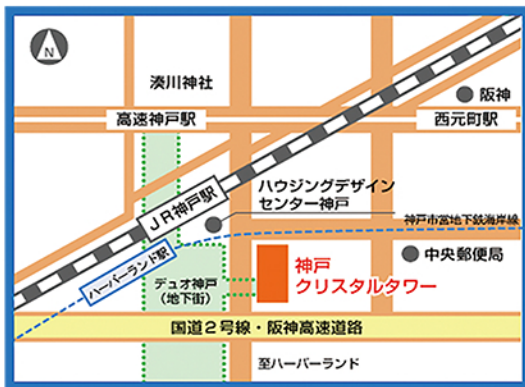 N
湊川神社
阪神
高速神戸駅
西元町駅
JR神戸駅
ハウジングデザイン
センター神戸
神戸市営地下鉄海岸線
ハーバーランド駅
中央郵便局
デュオ神戸
(地下街)
神戸
クリスタルタワー
国道2号線・阪神高速道路
至ハーバーランド